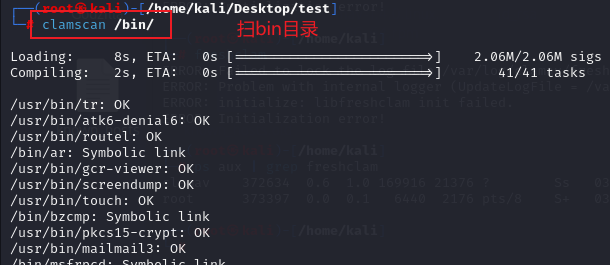 (root㉿kali)-[/home/kali/Desktop/test]
# clamscan /bin/
扫bin目录
Loading: 8s, ETA: 0s [========================>] 2.06M/2.06M sigs
Compiling: 2s, ETA: 0s [========================>] 41/41 tasks
/usr/bin/tr: OK
/usr/bin/atk6-denial6: OK
/usr/bin/routel: OK
/bin/ar: Symbolic link
/usr/bin/gcr-viewer: OK
/usr/bin/screendump: OK
/usr/bin/touch: OK
/bin/bzcmp: Symbolic link
/usr/bin/pkcs15-crypt: OK
/usr/bin/mailmail3: OK
/bin/msfrpcd: Symbolic link